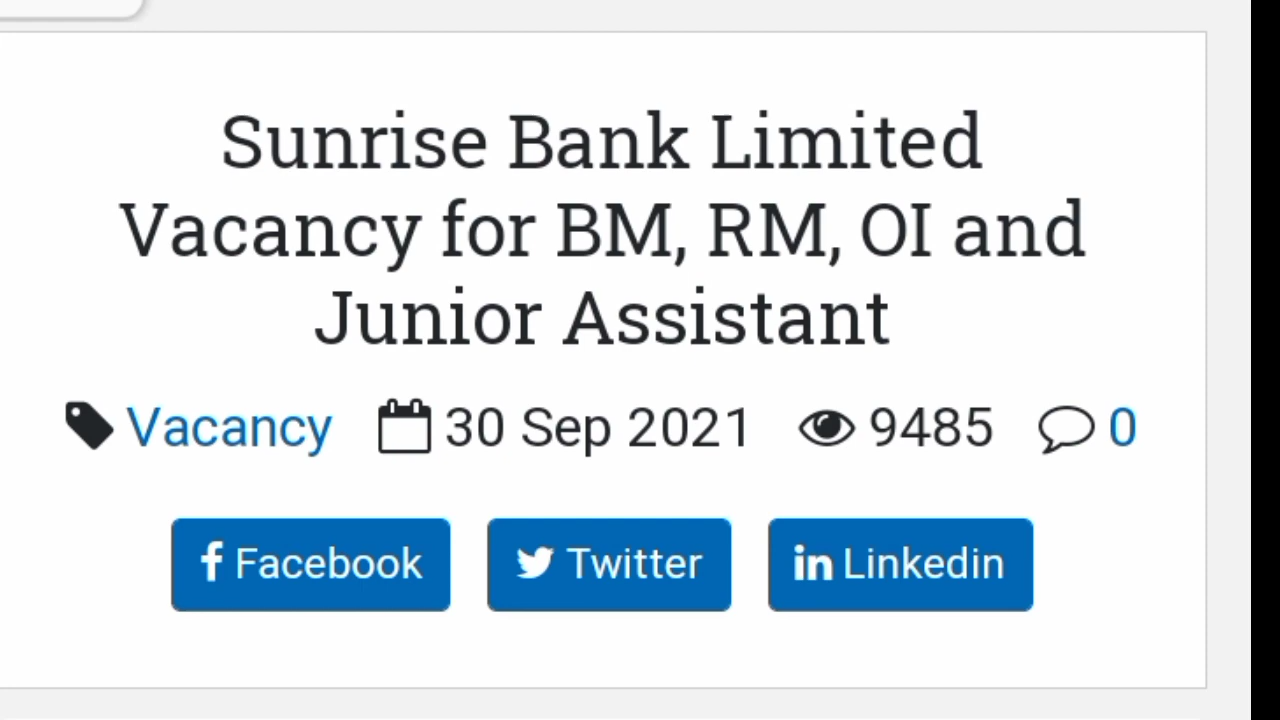 Sunrise Bank Limited
Vacancy for BM, RM, OI and
Junior Assistant
Vacancy 30 Sep 2021 9485 0
Facebook Twitter Linkedin